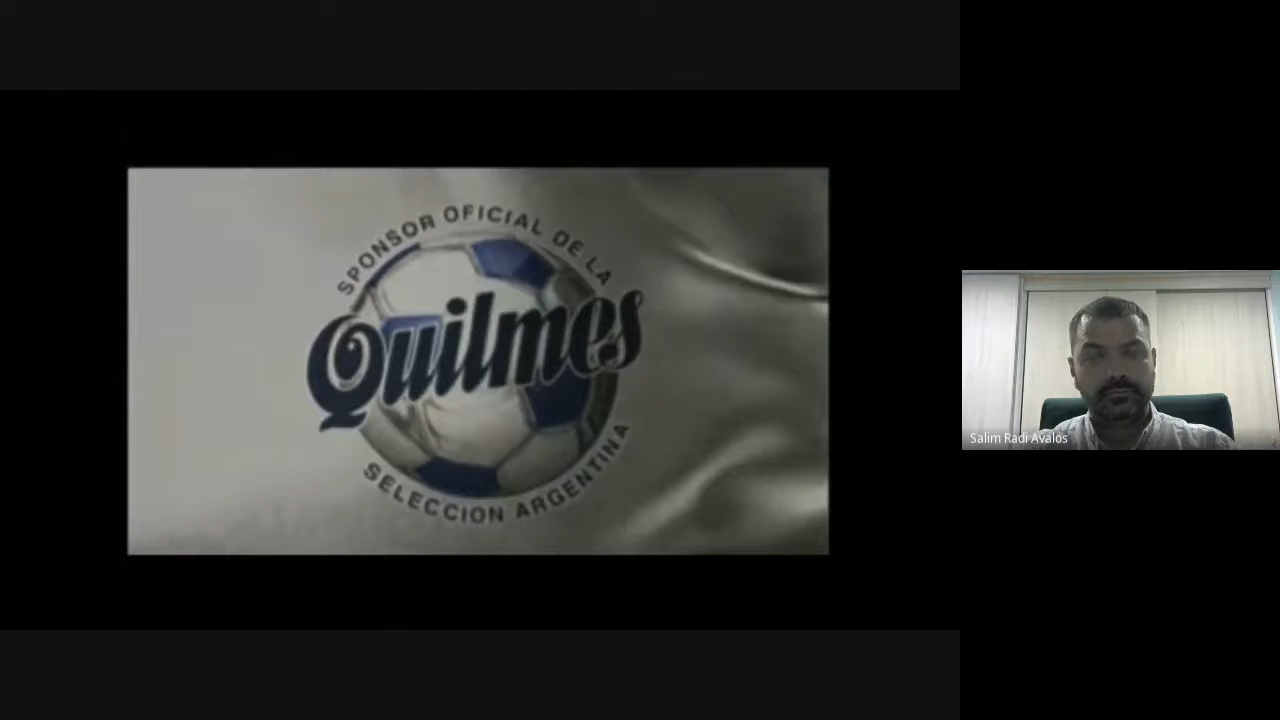 SPONSOR OFICIAL DE LA
Quilmes
SELECCION ARGENTINA
Salim Radi Avalos